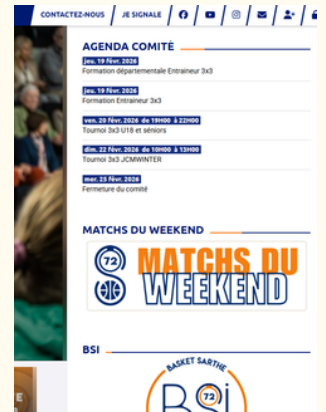 CONTACTEZ-NOUS / JE SIGNALE /
AGENDA COMITÉ
jeu. 19 févr. 2026
Formation départementale Entraineur 3x3
jeu. 19 févr. 2026
Formation Entraineur 3x3
ven. 20 févr. 2026 de 19H00 à 22H00
Tournoi 3x3 U18 et séniors
dim. 22 févr. 2026 de 10H00 à 13H00
Tournoi 3x3 JCMWINTER
mer. 25 févr. 2026
Fermeture du comité
MATCHS DU WEEKEND
72
MATCHS DU
WEEKEND
BSI
BASKET SARTHE
72
BSi